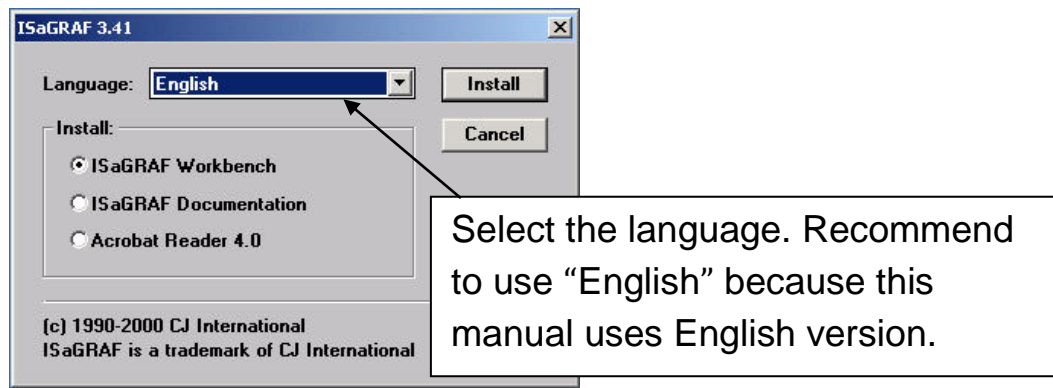 ISaGRAF 3.41
Language: English Install
Install: Cancel
ISaGRAF Workbench
ISaGRAF Documentation
Acrobat Reader 4.0
Select the language. Recommend
to use “English” because this
manual uses English version.
(c) 1990-2000 CJ International
ISaGRAF is a trademark of CJ International